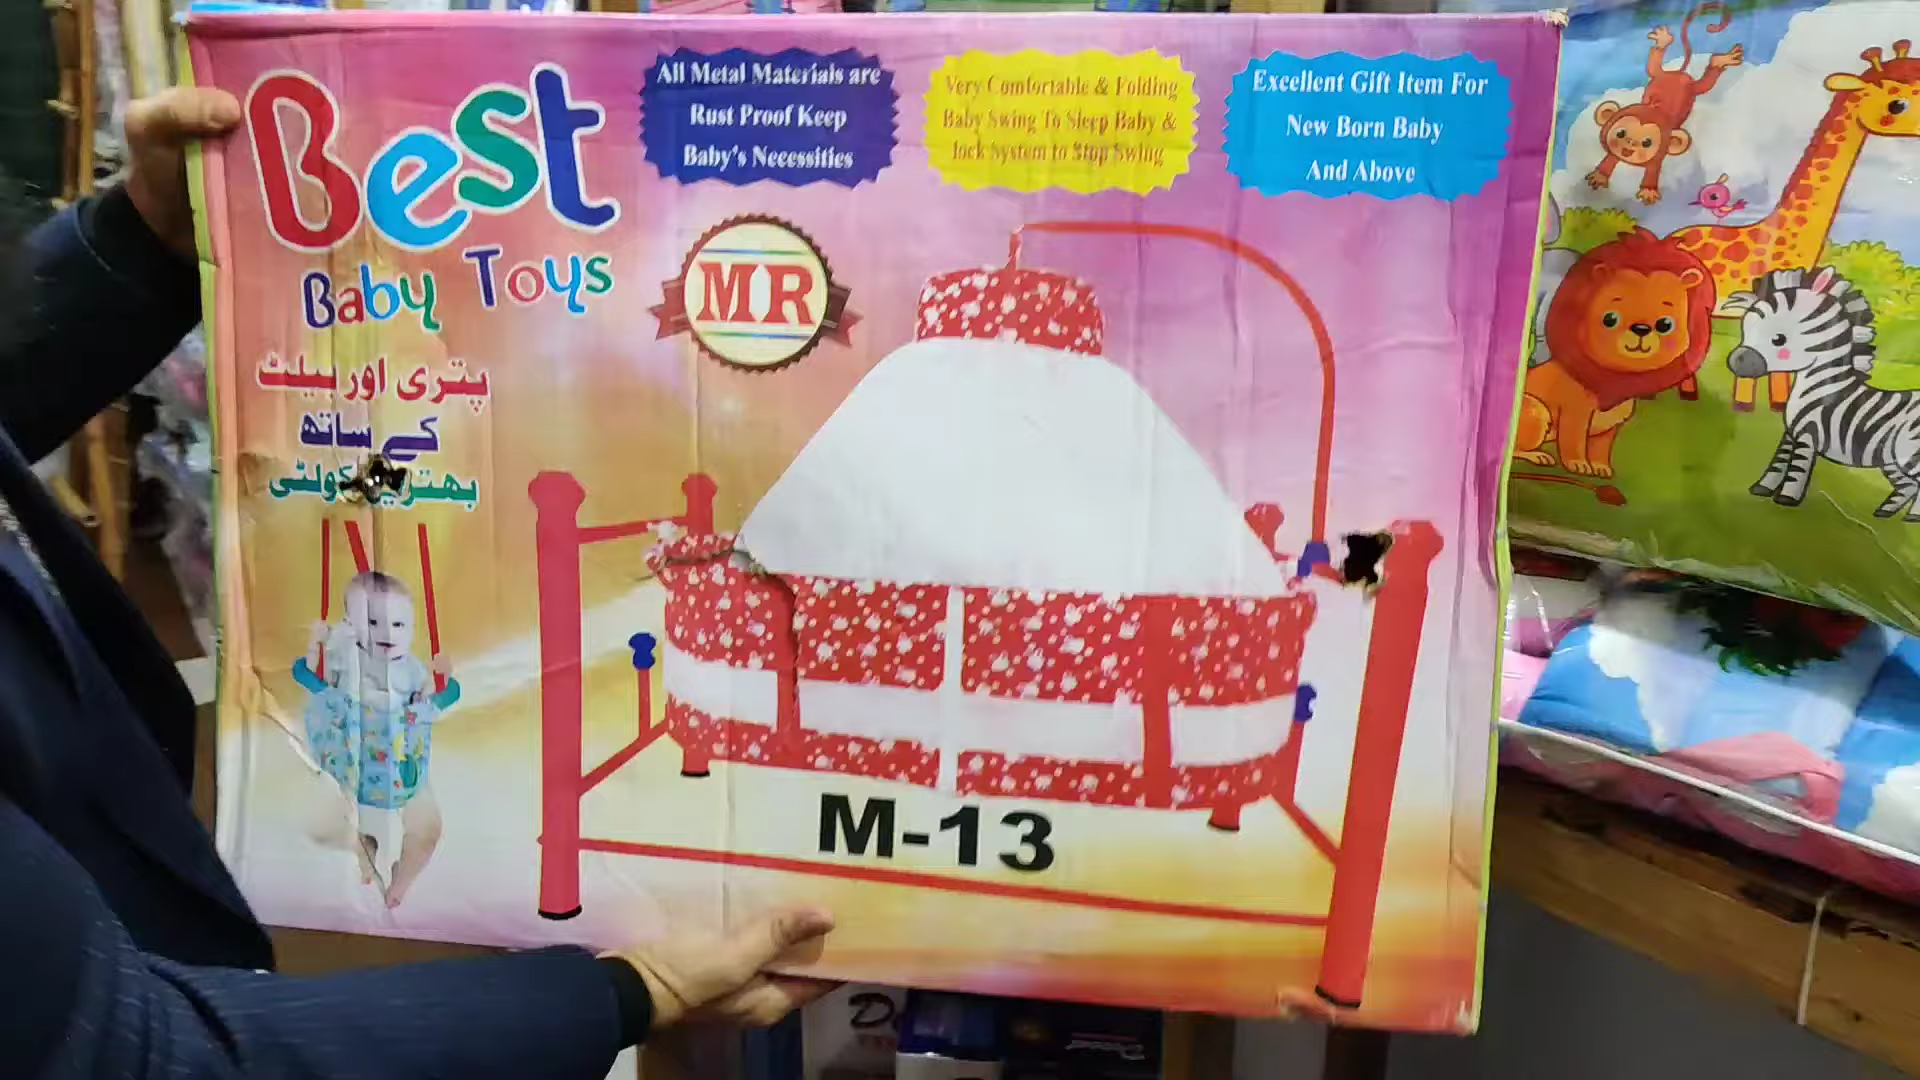 Best
Baby Toys
پتری اور بیلٹ
کے ساتھ
بہترین کولٹی
All Metal Materials are
Rust Proof Keep
Baby's Necessities
Very Comfortable & Folding
Baby Swing To Sleep Baby &
lock System to Stop Swing
Excellent Gift Item For
New Born Baby
And Above
MR
M-13